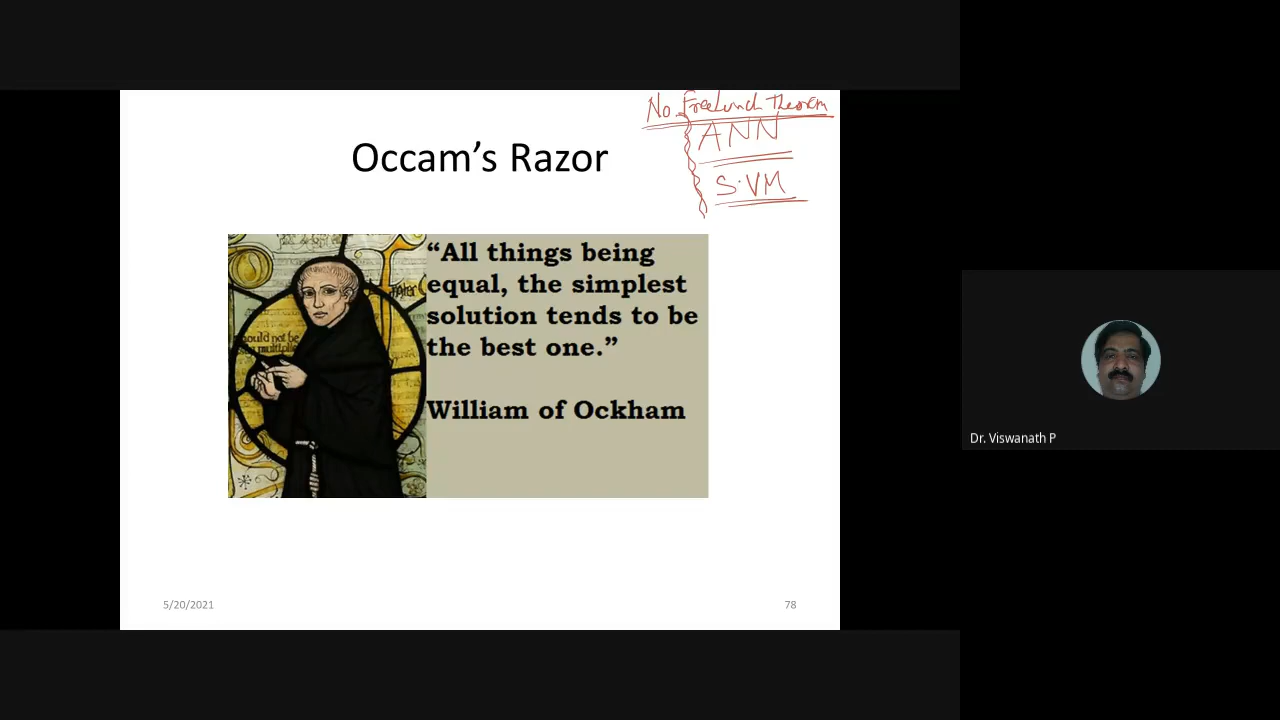 No Free Lunch Theorem
ANN
S.VM
Occam’s Razor
“All things being
equal, the simplest
solution tends to be
the best one.”
William of Ockham
5/20/2021
78
Dr. Viswanath P